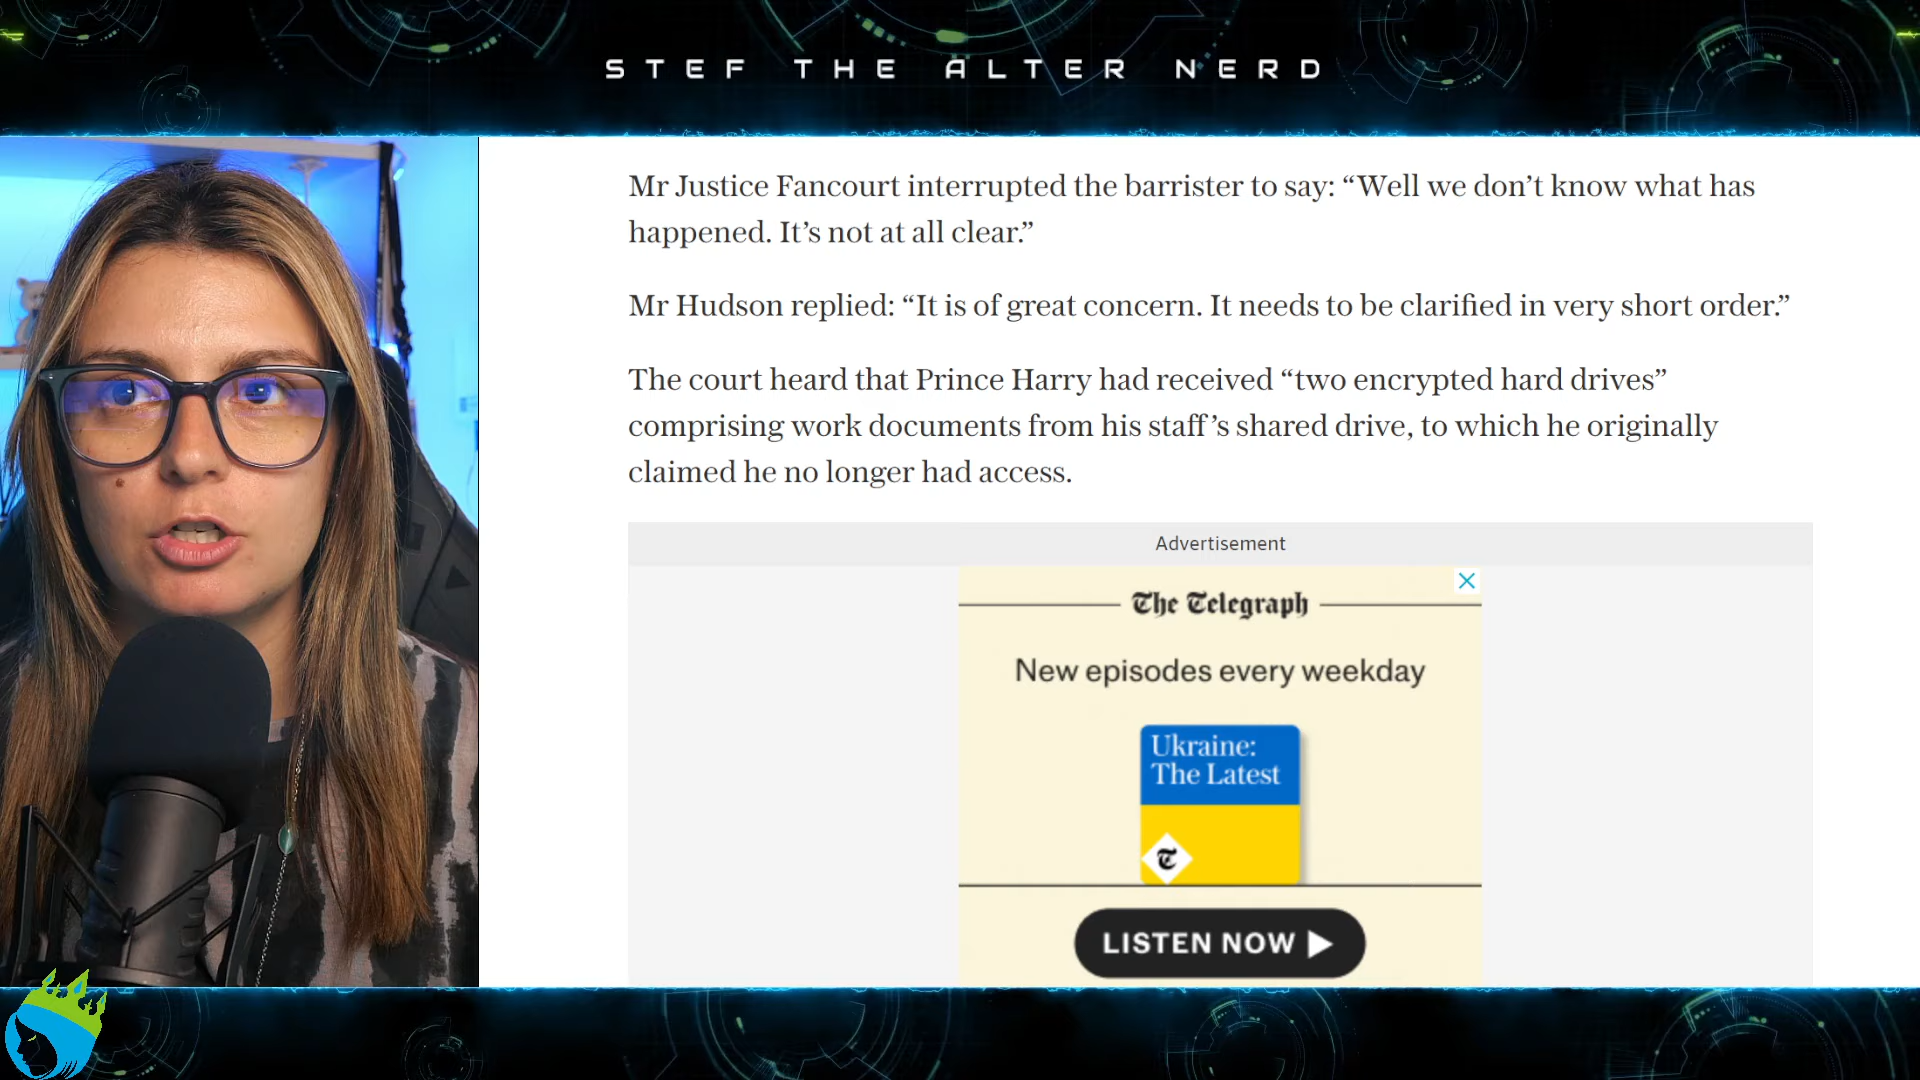 STEF THE ALTER NERD
Mr Justice Fancourt interrupted the barrister to say: “Well we don’t know what has
happened. It’s not at all clear.”
Mr Hudson replied: “It is of great concern. It needs to be clarified in very short order.”
The court heard that Prince Harry had received “two encrypted hard drives”
comprising work documents from his staff’s shared drive, to which he originally
claimed he no longer had access.
Advertisement
The Telegraph
New episodes every weekday
Ukraine:
The Latest
T
LISTEN NOW